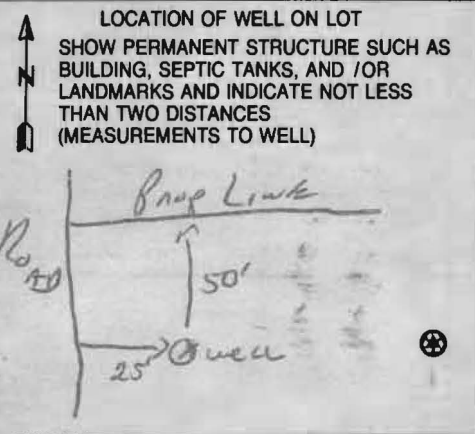 LOCATION OF WELL ON LOT
SHOW PERMANENT STRUCTURE SUCH AS
BUILDING, SEPTIC TANKS, AND /OR
LANDMARKS AND INDICATE NOT LESS
THAN TWO DISTANCES
(MEASUREMENTS TO WELL)
N
Prop Line
Road
50'
25'
well